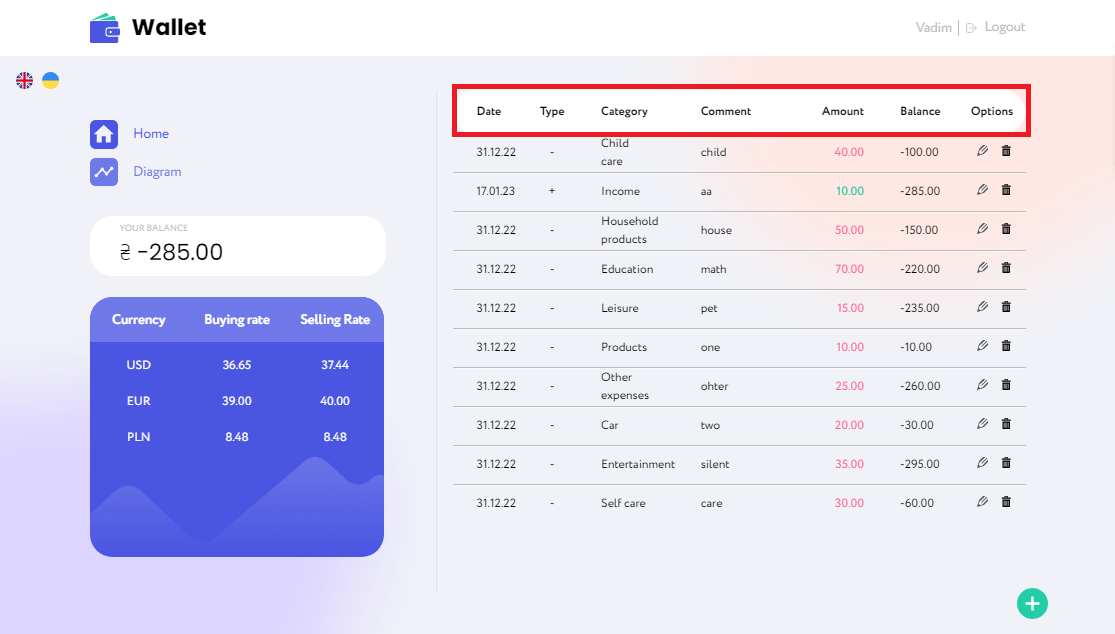 Wallet
Vadim
Logout
Home
Diagram
YOUR BALANCE
₴ -285.00
Currency Buying rate Selling Rate
USD 36.65 37.44
EUR 39.00 40.00
PLN 8.48 8.48
Date Type Category Comment Amount Balance Options
31.12.22 - Child care child 40.00 -100.00
17.01.23 + Income aa 10.00 -285.00
31.12.22 - Household products house 50.00 -150.00
31.12.22 - Education math 70.00 -220.00
31.12.22 - Leisure pet 15.00 -235.00
31.12.22 - Products one 10.00 -10.00
31.12.22 - Other expenses ohter 25.00 -260.00
31.12.22 - Car two 20.00 -30.00
31.12.22 - Entertainment silent 35.00 -295.00
31.12.22 - Self care care 30.00 -60.00